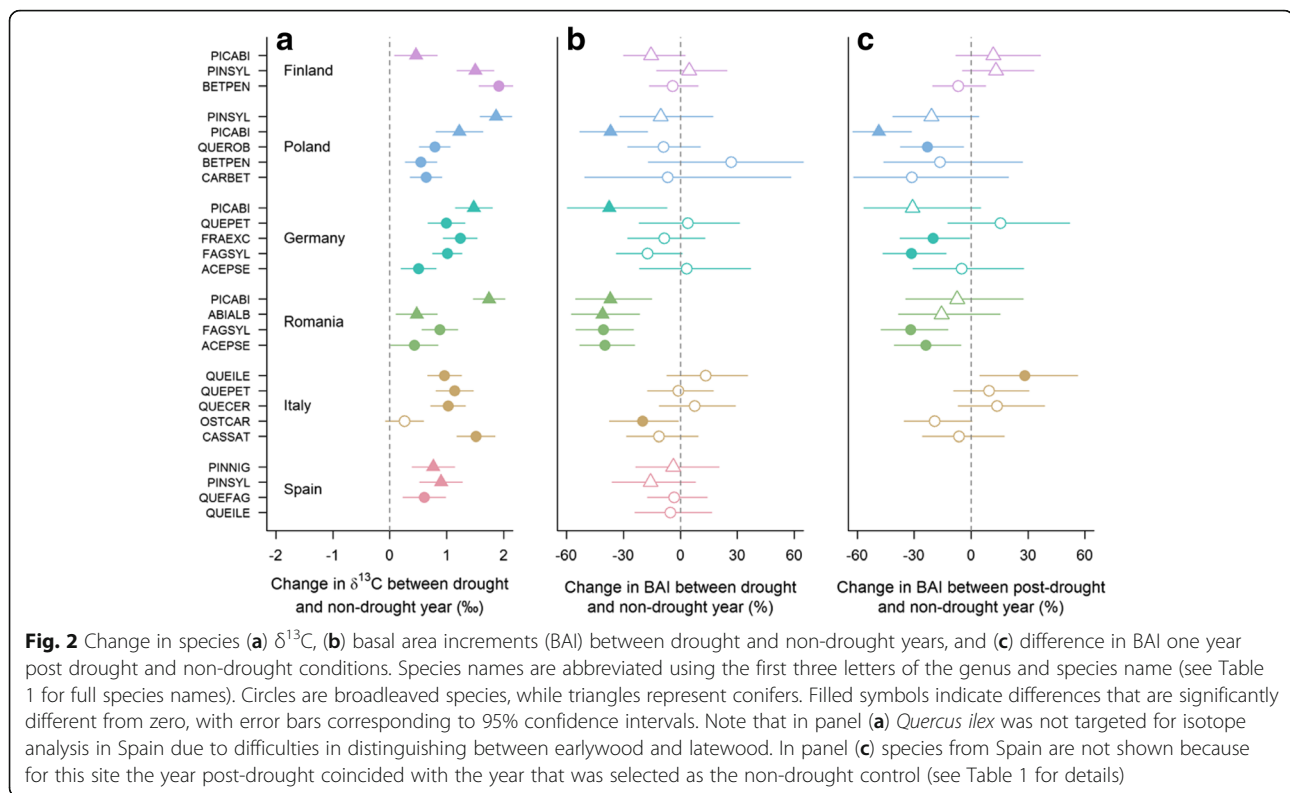 a
b
c
PICABI
PINSYL
BETPEN
Finland
PINSYL
PICABI
QUEROB
BETPEN
CARBET
Poland
PICABI
QUEPET
FRAEXC
FAGSYL
ACEPSE
Germany
PICABI
ABIALB
FAGSYL
ACEPSE
Romania
QUEILE
QUEPET
QUECER
OSTCAR
CASSAT
Italy
PINNIG
PINSYL
QUEFAG
QUEILE
Spain
-2 -1 0 1 2
-60 -30 0 30 60
-60 -30 0 30 60
Change in δ¹³C between drought
and non-drought year (‰)
Change in BAI between drought
and non-drought year (%)
Change in BAI between post-drought
and non-drought year (%)
Fig. 2 Change in species (a) δ¹³C, (b) basal area increments (BAI) between drought and non-drought years, and (c) difference in BAI one year
post drought and non-drought conditions. Species names are abbreviated using the first three letters of the genus and species name (see Table
1 for full species names). Circles are broadleaved species, while triangles represent conifers. Filled symbols indicate differences that are significantly
different from zero, with error bars corresponding to 95% confidence intervals. Note that in panel (a) Quercus ilex was not targeted for isotope
analysis in Spain due to difficulties in distinguishing between earlywood and latewood. In panel (c) species from Spain are not shown because
for this site the year post-drought coincided with the year that was selected as the non-drought control (see Table 1 for details)